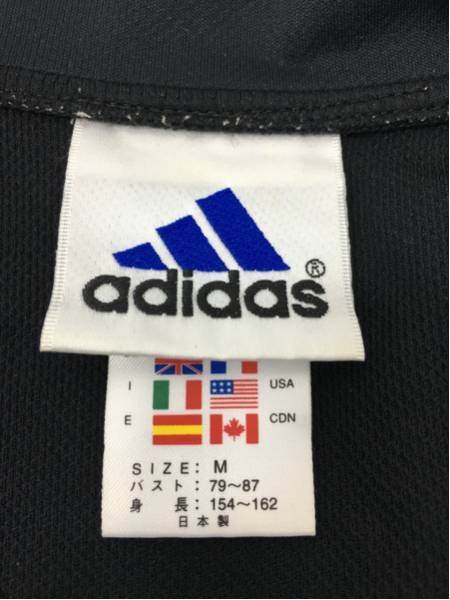 adidas®
I USA
E CDN
SIZE: M
バスト: 79~87
身 長: 154~162
日本製